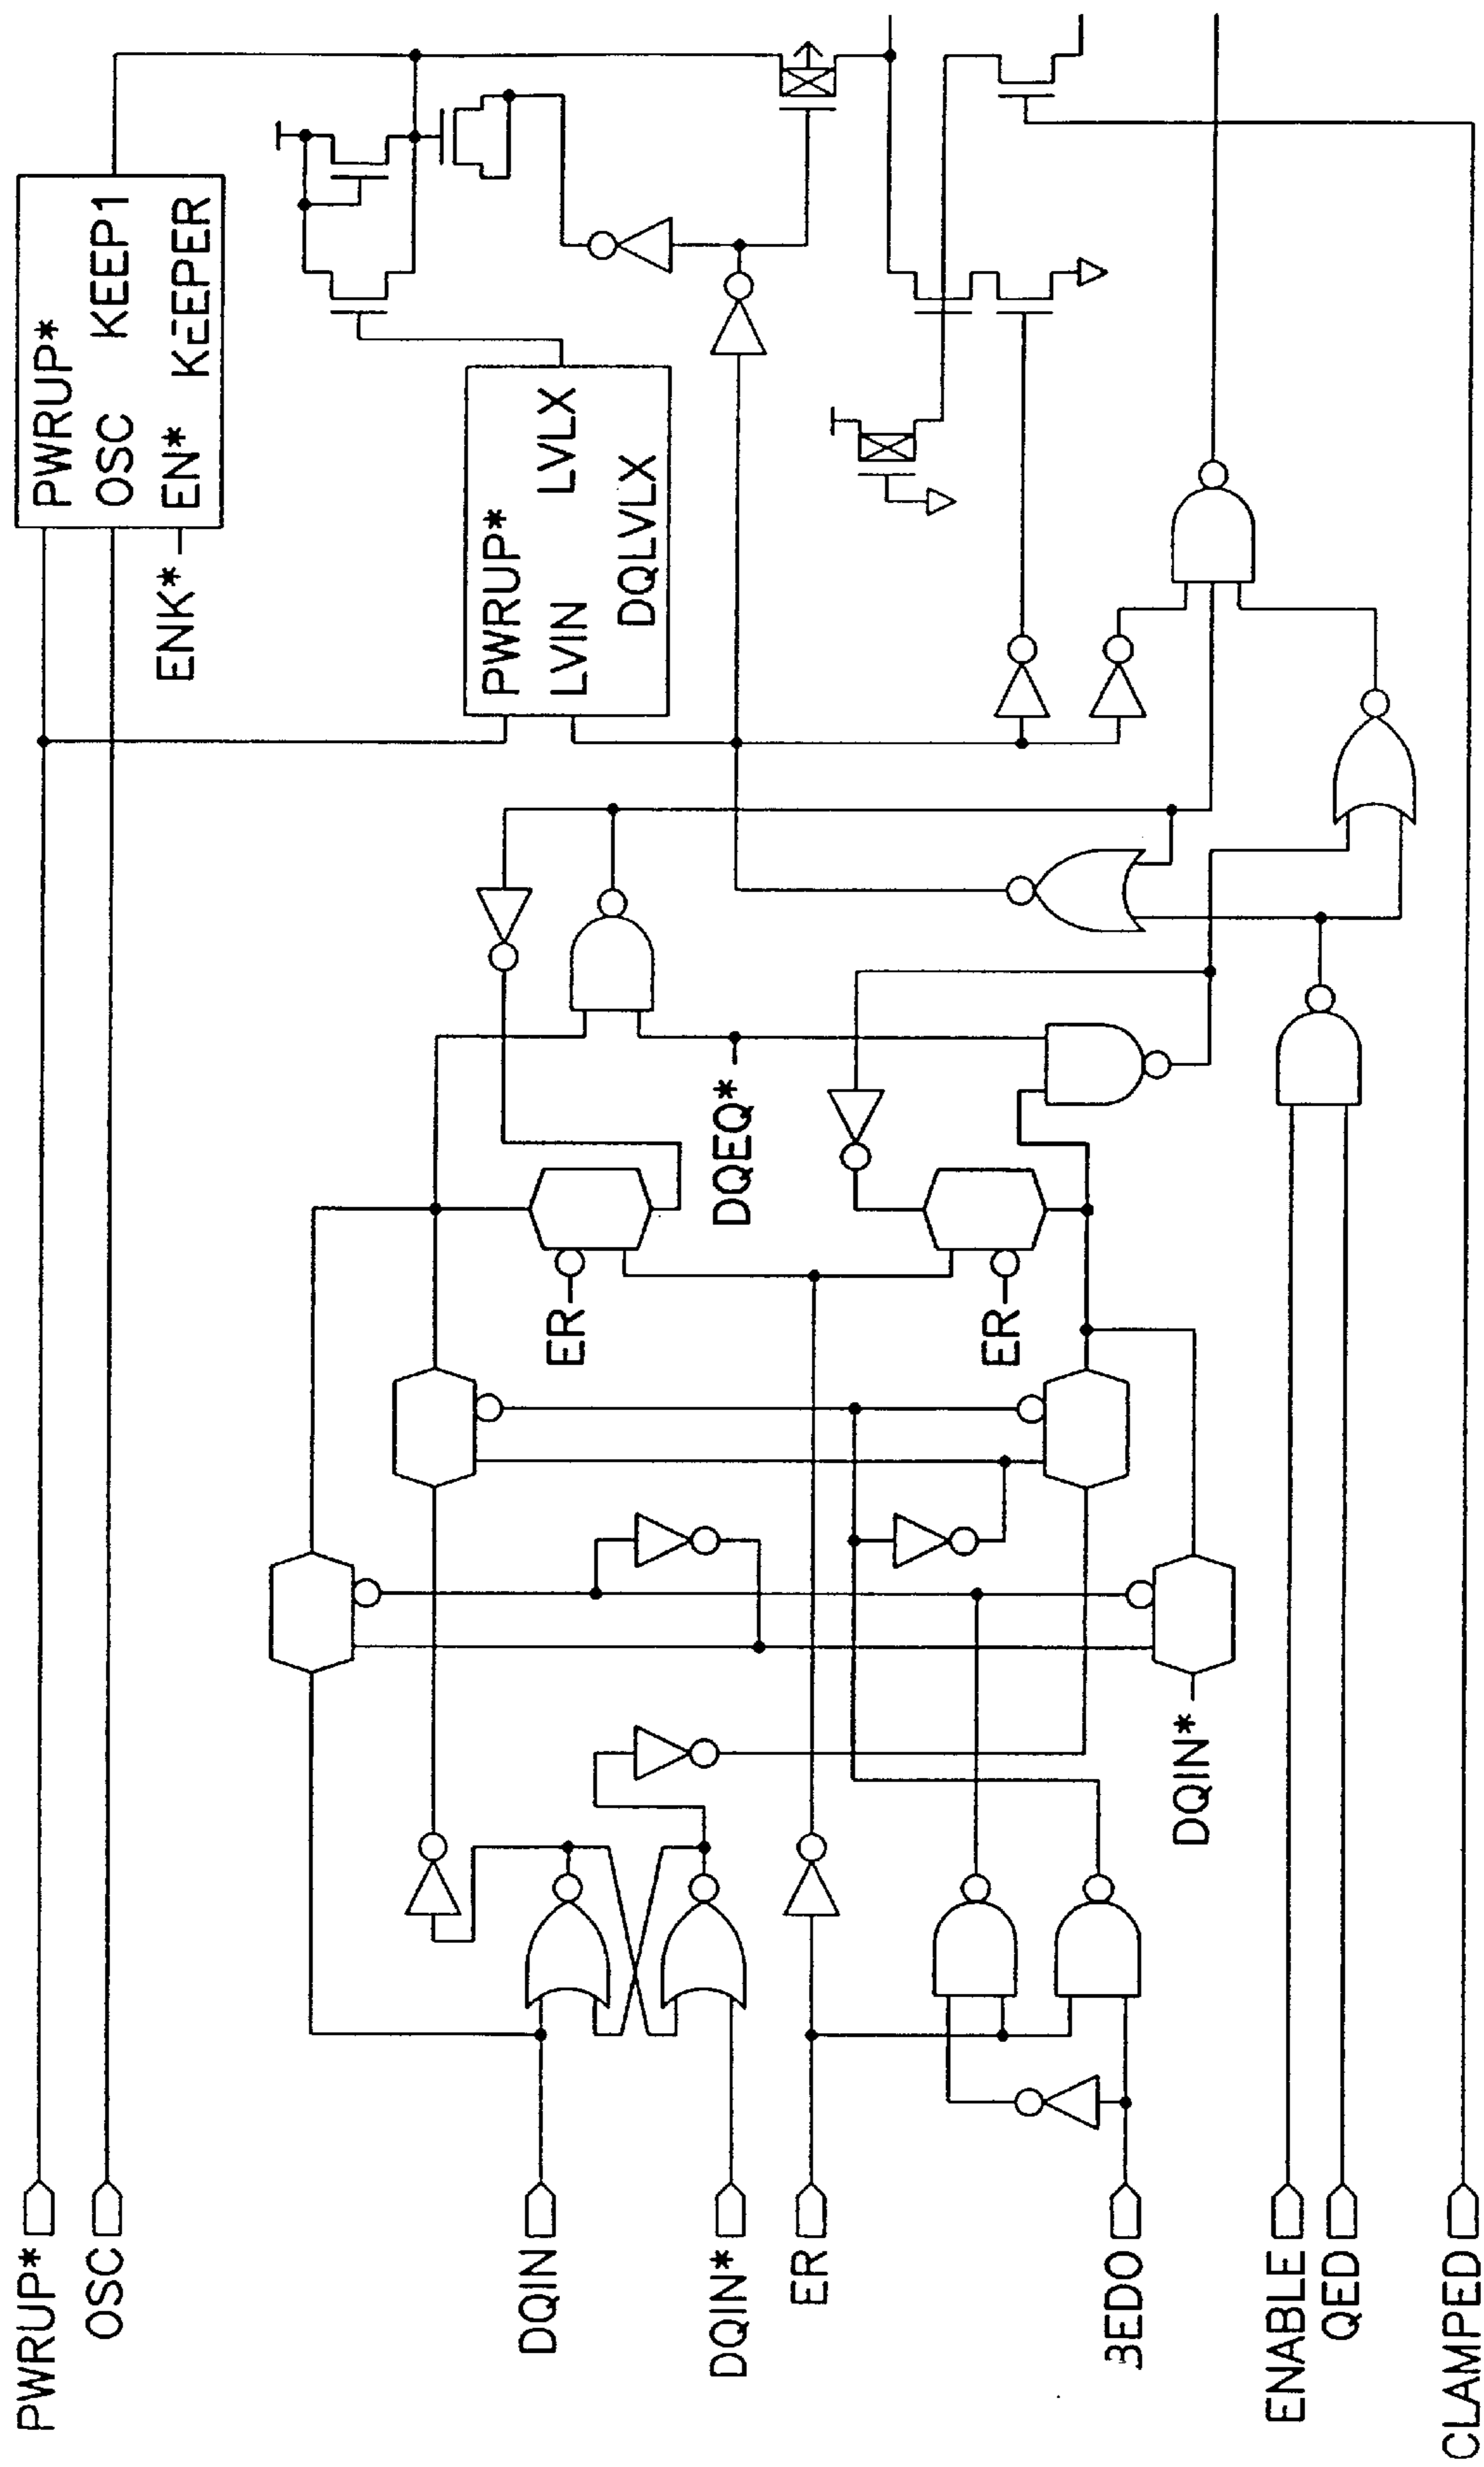 PWRUP*
OSC
DQIN
DQIN*
ER
BEDO
ENABLE
QED
CLAMPED
DQIN*
ER
ER
DQEQ*
PWRUP*
LVIN LVLX
DQLVLX
ENK*
PWRUP*
OSC KEEP1
EN* KEEPER